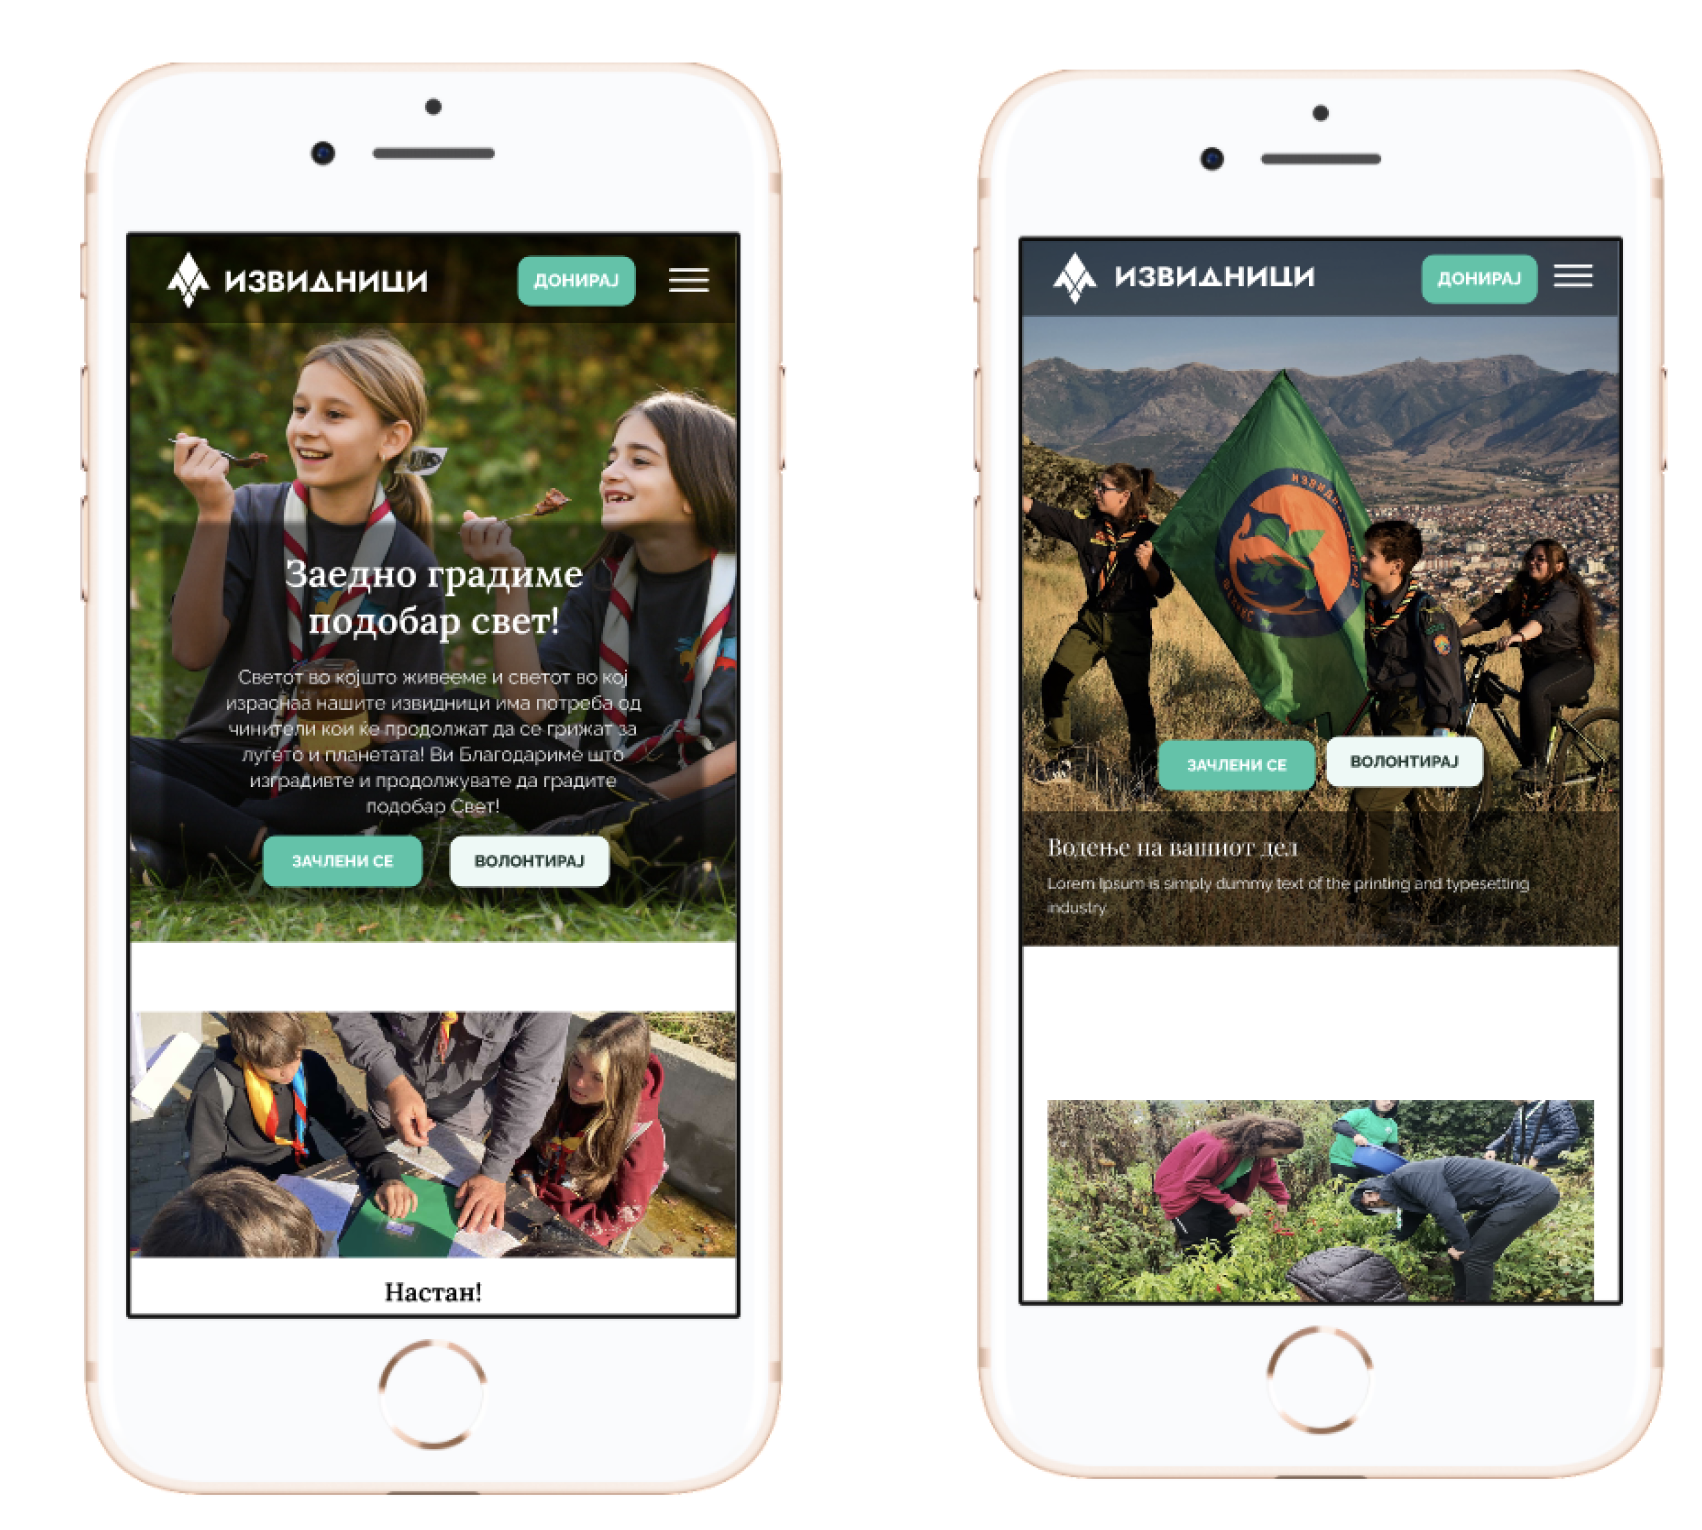 ИЗВИДНИЦИ
ДОНИРАЈ
Заедно градиме
подобар свет!
Светот во којшто живееме и светот во кој
израснаа нашите извидници има потреба од
чинители кои ќе продолжат да се грижат за
луѓето и планетата! Ви Благодариме што
изградивте и продолжувате да градите
подобар Свет!
ЗАЧЛЕНИ СЕ
ВОЛОНТИРАЈ
Настан!
ИЗВИДНИЦИ
ДОНИРАЈ
ЗАЧЛЕНИ СЕ
ВОЛОНТИРАЈ
Водење на вашиот дел
Lorem Ipsum is simply dummy text of the printing and typesetting
industry.